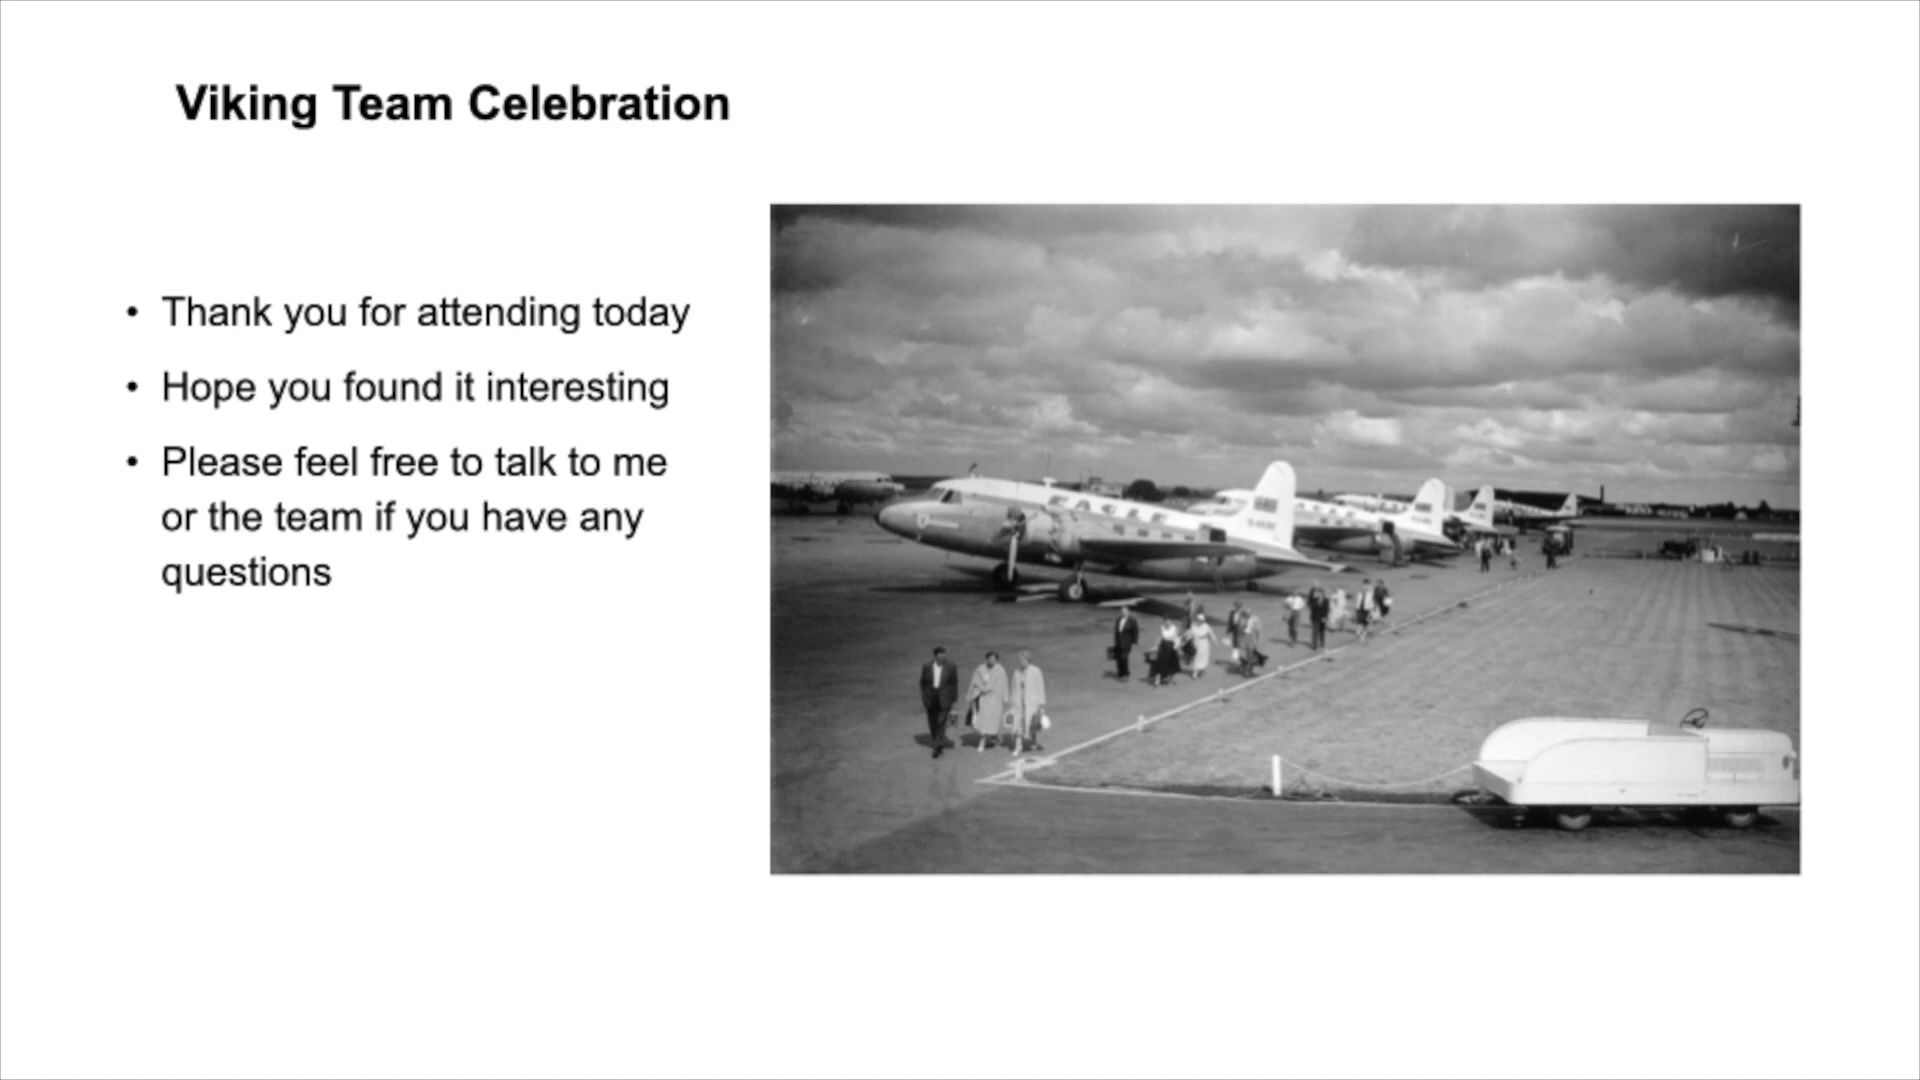 Viking Team Celebration
• Thank you for attending today
• Hope you found it interesting
• Please feel free to talk to me
or the team if you have any
questions
EAGLE